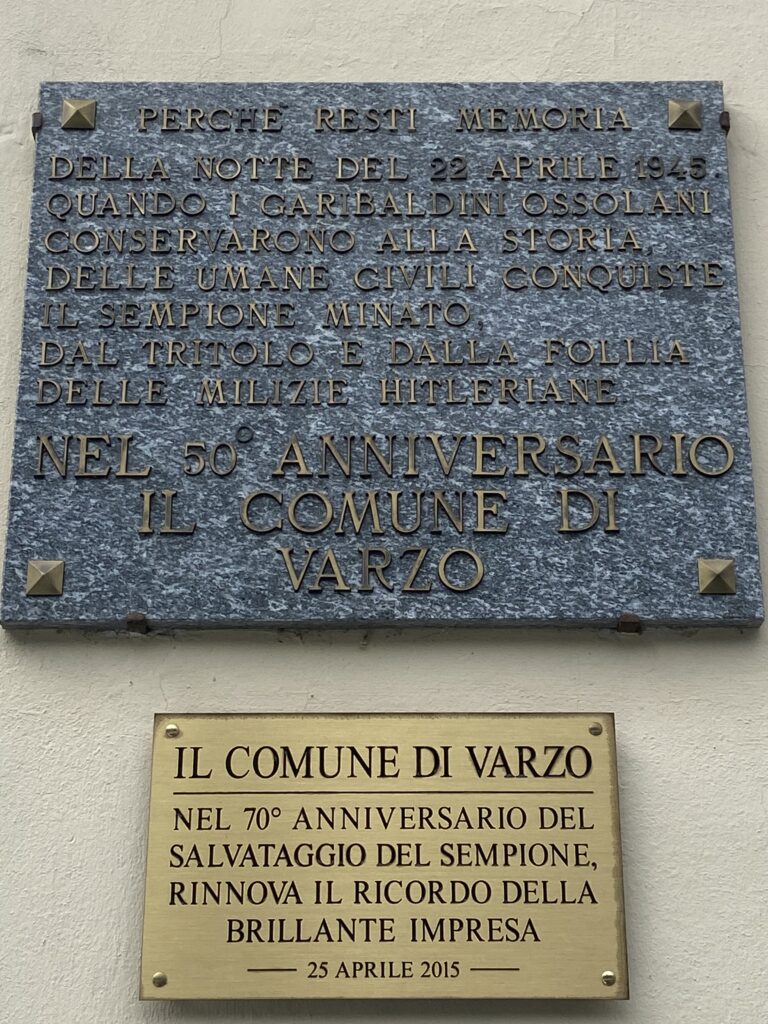 PERCHE' RESTI MEMORIA
DELLA NOTTE DEL 22 APRILE 1945.
QUANDO I GARIBALDINI OSSOLANI
CONSERVARONO ALLA STORIA,
DELLE UMANE CIVILI CONQUISTE
IL SEMPIONE MINATO,
DAL TRITOLO E DALLA FOLLIA
DELLE MILIZIE HITLERIANE
NEL 50° ANNIVERSARIO
IL COMUNE DI
VARZO
IL COMUNE DI VARZO
NEL 70° ANNIVERSARIO DEL
SALVATAGGIO DEL SEMPIONE,
RINNOVA IL RICORDO DELLA
BRILLANTE IMPRESA
25 APRILE 2015